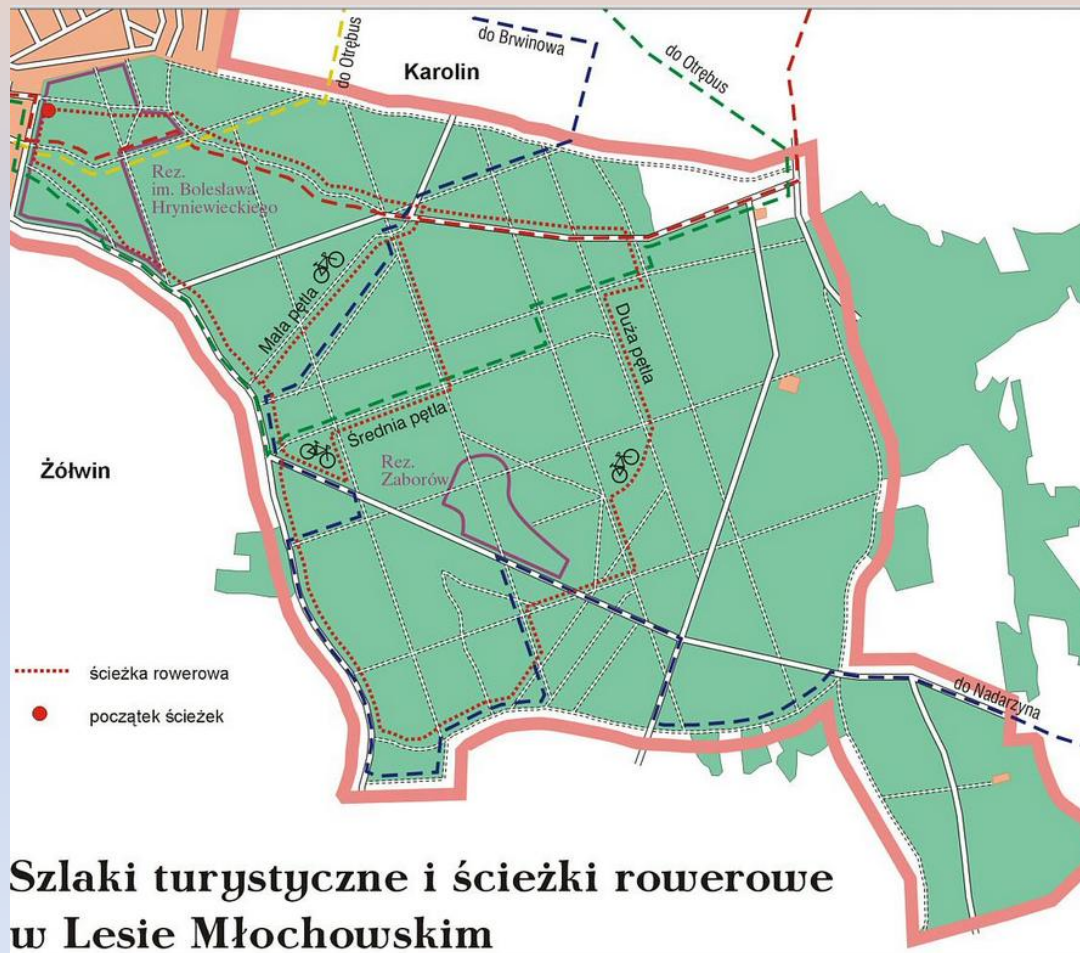 do Otrębus
do Brwinowa
do Otrębus
Karolin
Rez.
im. Bolesława
Hryniewieckiego
Mała pętla
Duża pętla
Średnia pętla
Rez.
Zaborów
Żółwin
ścieżka rowerowa
początek ścieżek
do Nadarzyna
Szlaki turystyczne i ścieżki rowerowe
w Lesie Młochowskim